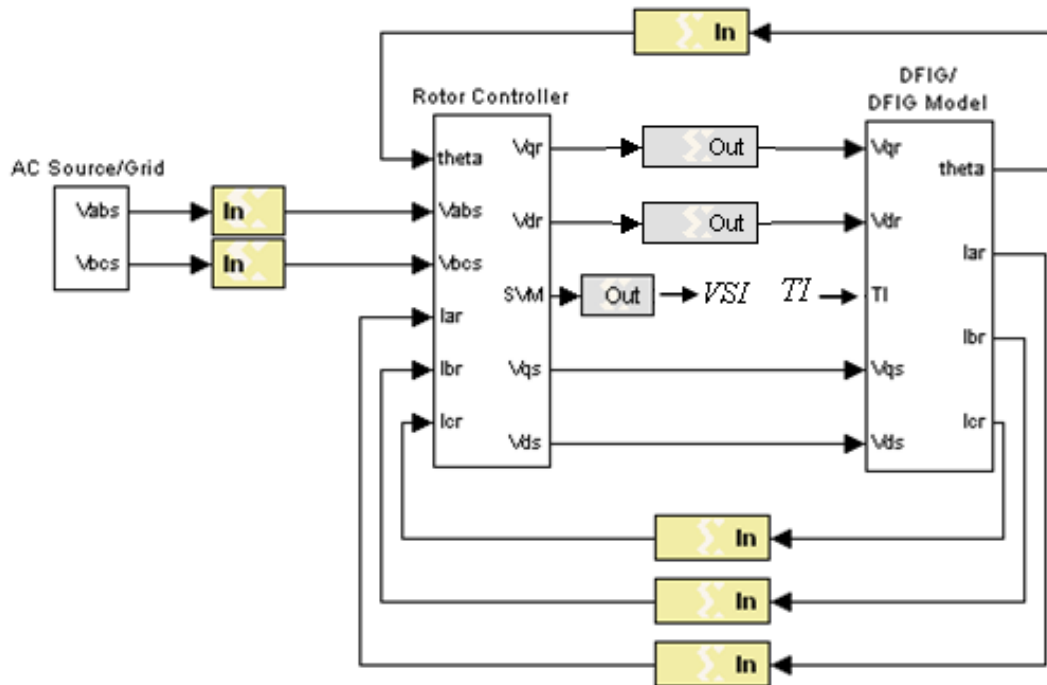 In
DFIG/
DFIG Model
Rotor Controller
AC Source/Grid
Vabs
Vbcs
In
In
theta
Vabs
Vbcs
Iar
Ibr
Icr
Vqr
Vdr
SVM
Vqs
Vds
Out
Out
Out
VSI
TI
Vqr
Vdr
TI
Vqs
Vds
theta
Iar
Ibr
Icr
In
In
In